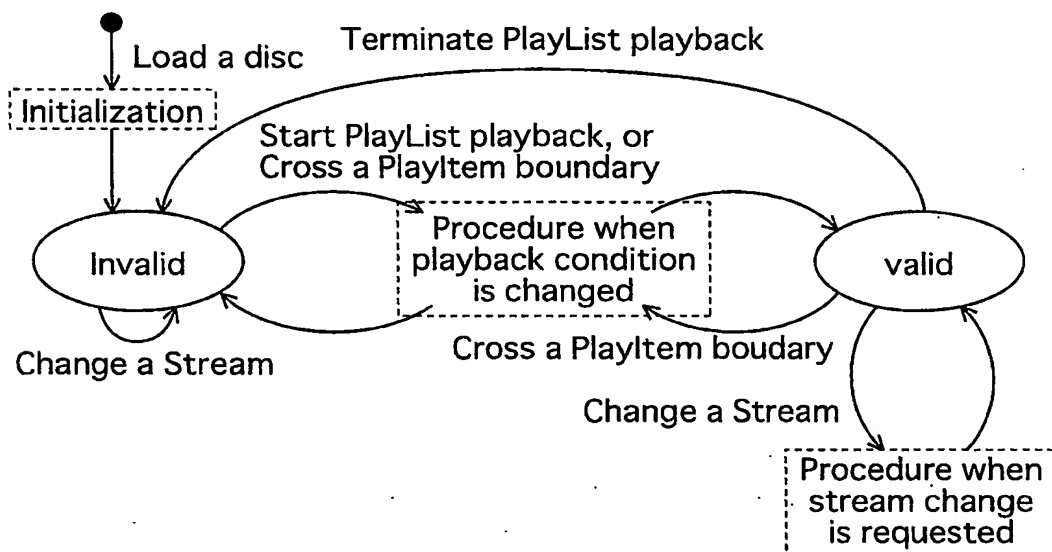 Terminate PlayList playback
Load a disc
Initialization
Start PlayList playback, or
Cross a PlayItem boundary
Invalid
Procedure when
playback condition
is changed
valid
Change a Stream
Cross a PlayItem boudary
Change a Stream
Procedure when
stream change
is requested